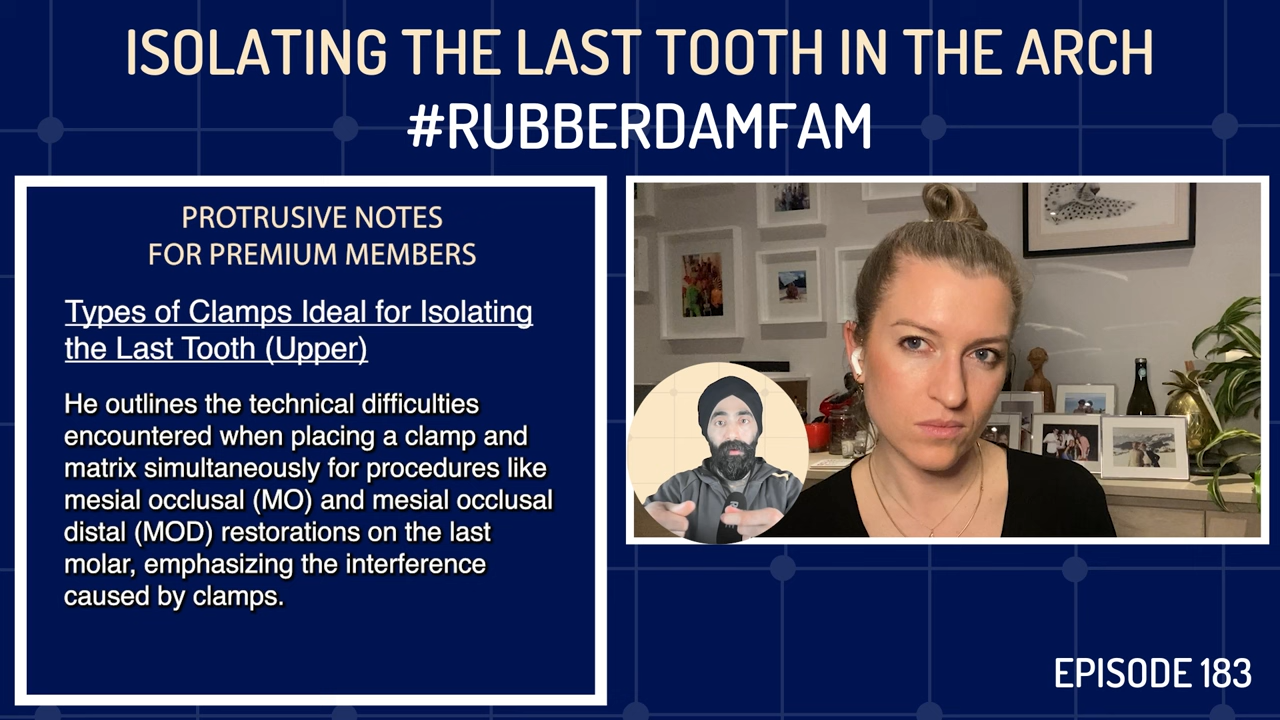 ISOLATING THE LAST TOOTH IN THE ARCH
#RUBBERDAMFAM
PROTRUSIVE NOTES
FOR PREMIUM MEMBERS
Types of Clamps Ideal for Isolating
the Last Tooth (Upper)
He outlines the technical difficulties
encountered when placing a clamp and
matrix simultaneously for procedures like
mesial occlusal (MO) and mesial occlusal
distal (MOD) restorations on the last
molar, emphasizing the interference
caused by clamps.
EPISODE 183